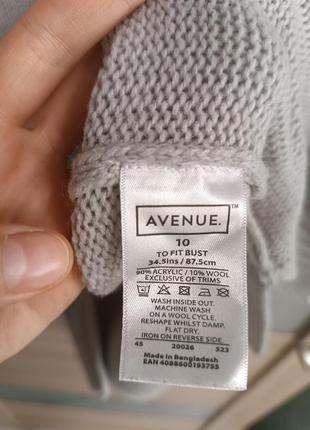 AVENUE.™
10
TO FIT BUST
34.5ins / 87.5cm
90% ACRYLIC / 10% WOOL
EXCLUSIVE OF TRIMS
WASH INSIDE OUT.
MACHINE WASH
ON A WOOL CYCLE.
RESHAPE WHILST DAMP.
FLAT DRY.
IRON ON REVERSE SIDE.
45 20026 523
Made in Bangladesh
EAN 4088600193755